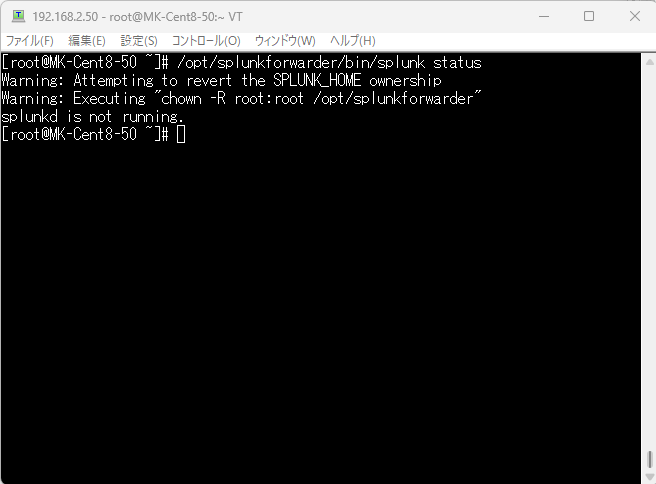 192.168.2.50 - root@MK-Cent8-50:~ VT
ファイル(F) 編集(E) 設定(S) コントロール(O) ウィンドウ(W) ヘルプ(H)
[root@MK-Cent8-50 ~]# /opt/splunkforwarder/bin/splunk status
Warning: Attempting to revert the SPLUNK_HOME ownership
Warning: Executing "chown -R root:root /opt/splunkforwarder"
splunkd is not running.
[root@MK-Cent8-50 ~]#